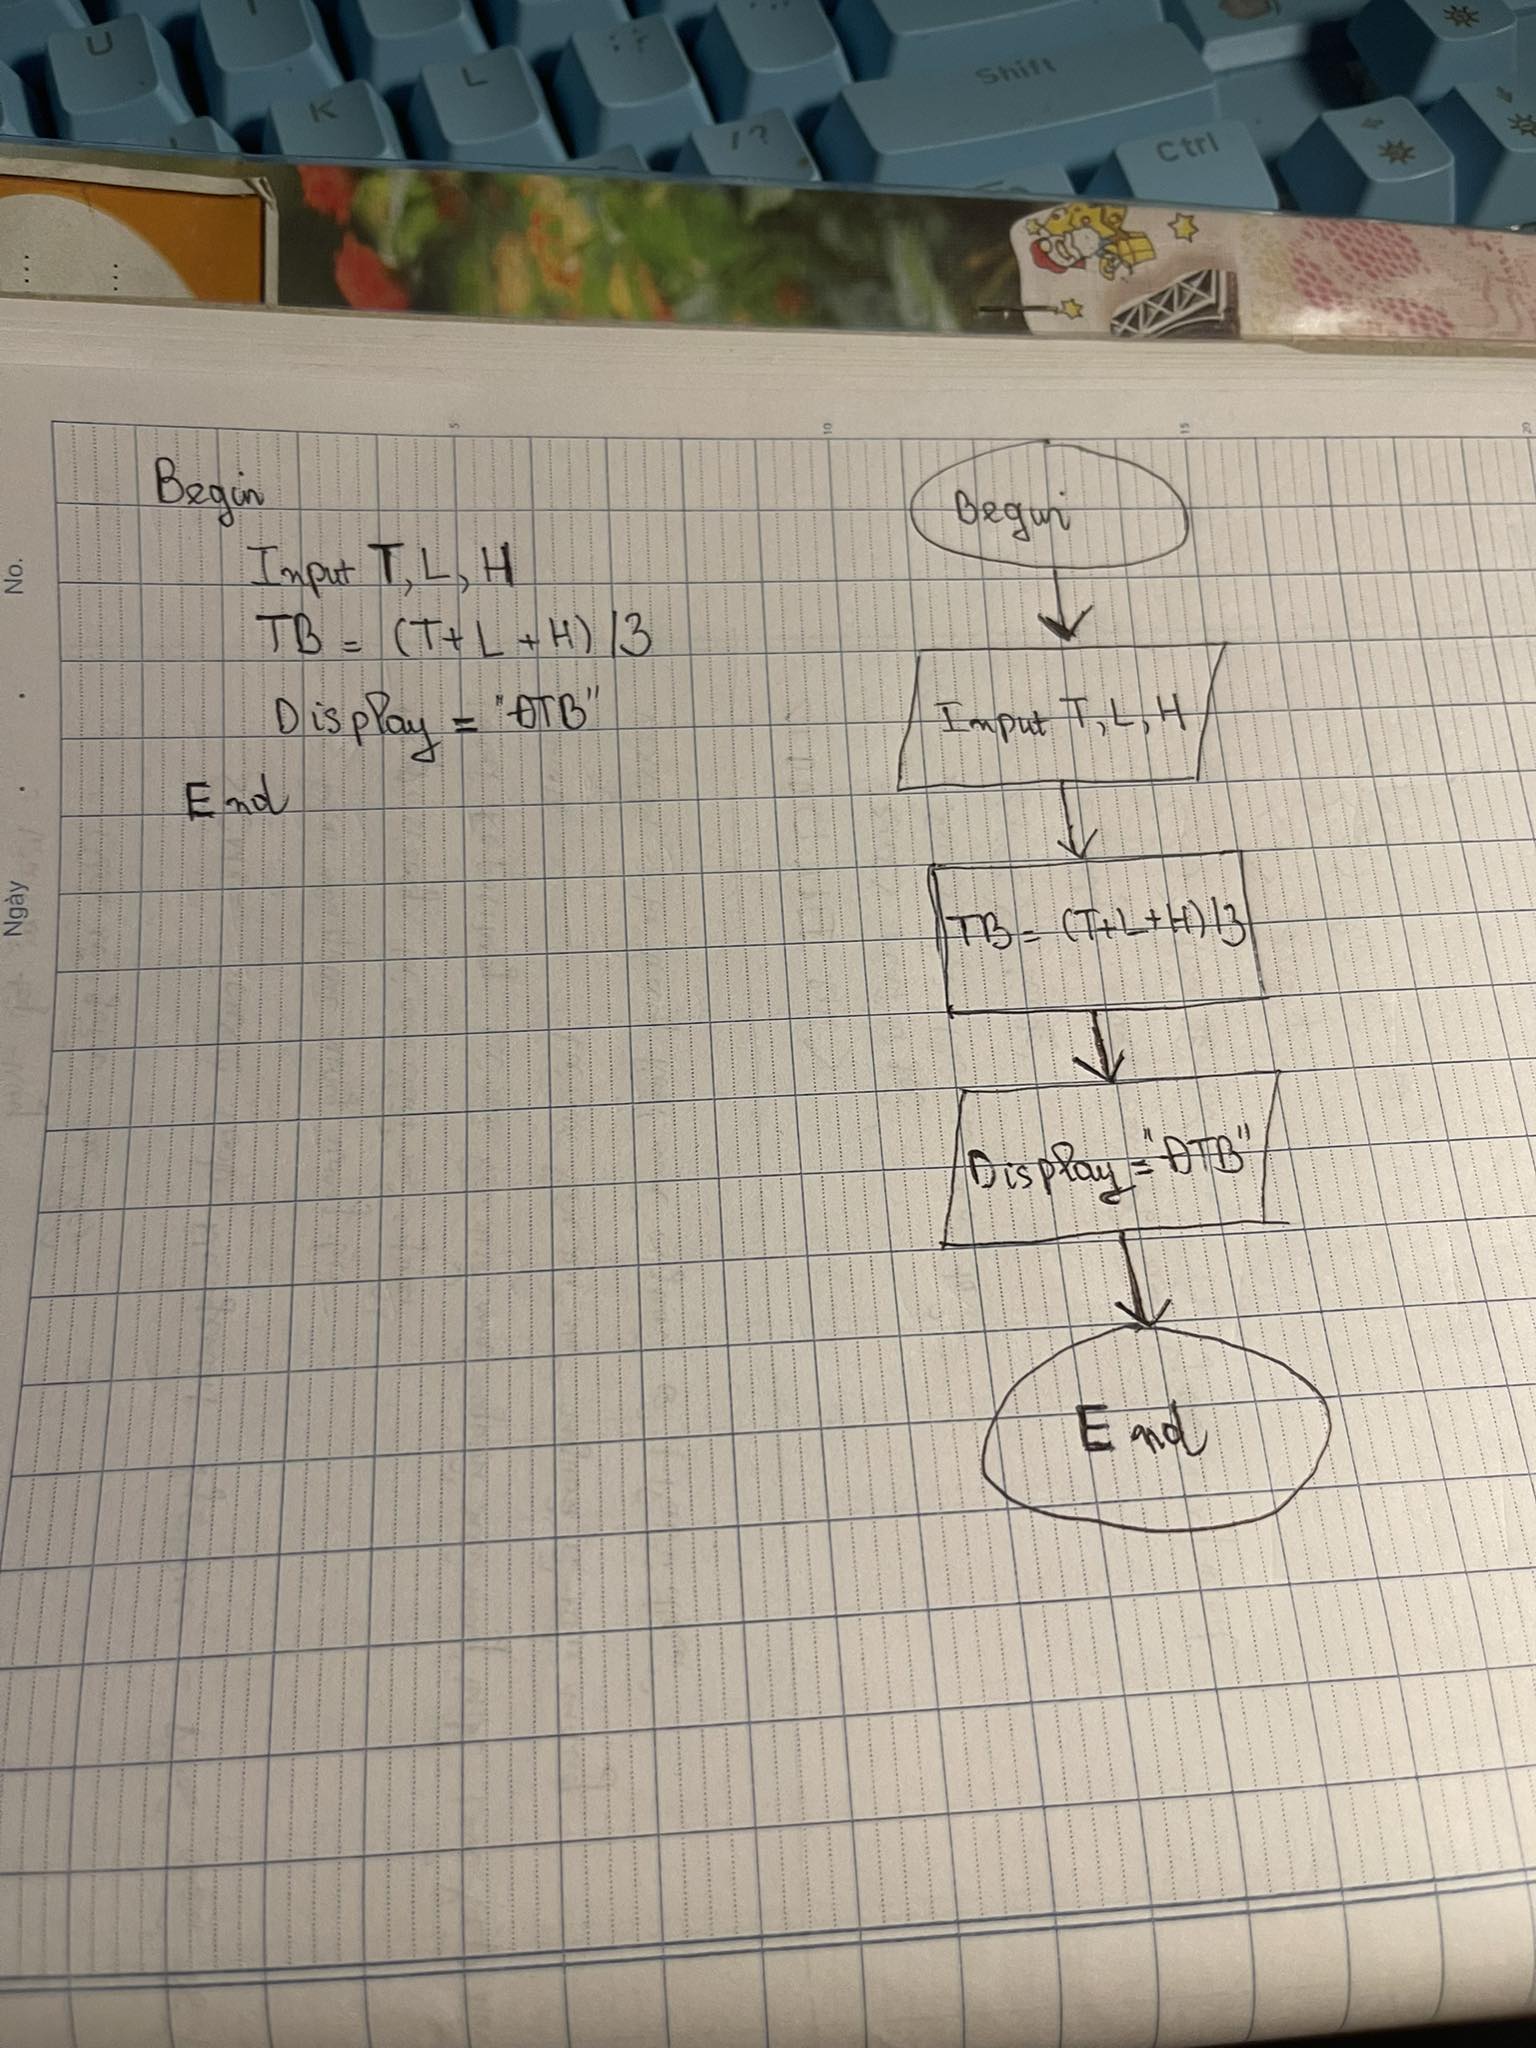 U
K
L
Shift
/ ?
Ctrl
5
10
15
20
No.
Ngày
Begin
Input T, L, H
TB = (T+L+H)/3
Display = "ĐTB"
End
Begin
Input T, L, H
TB = (T+L+H)/3
Display = "ĐTB"
End